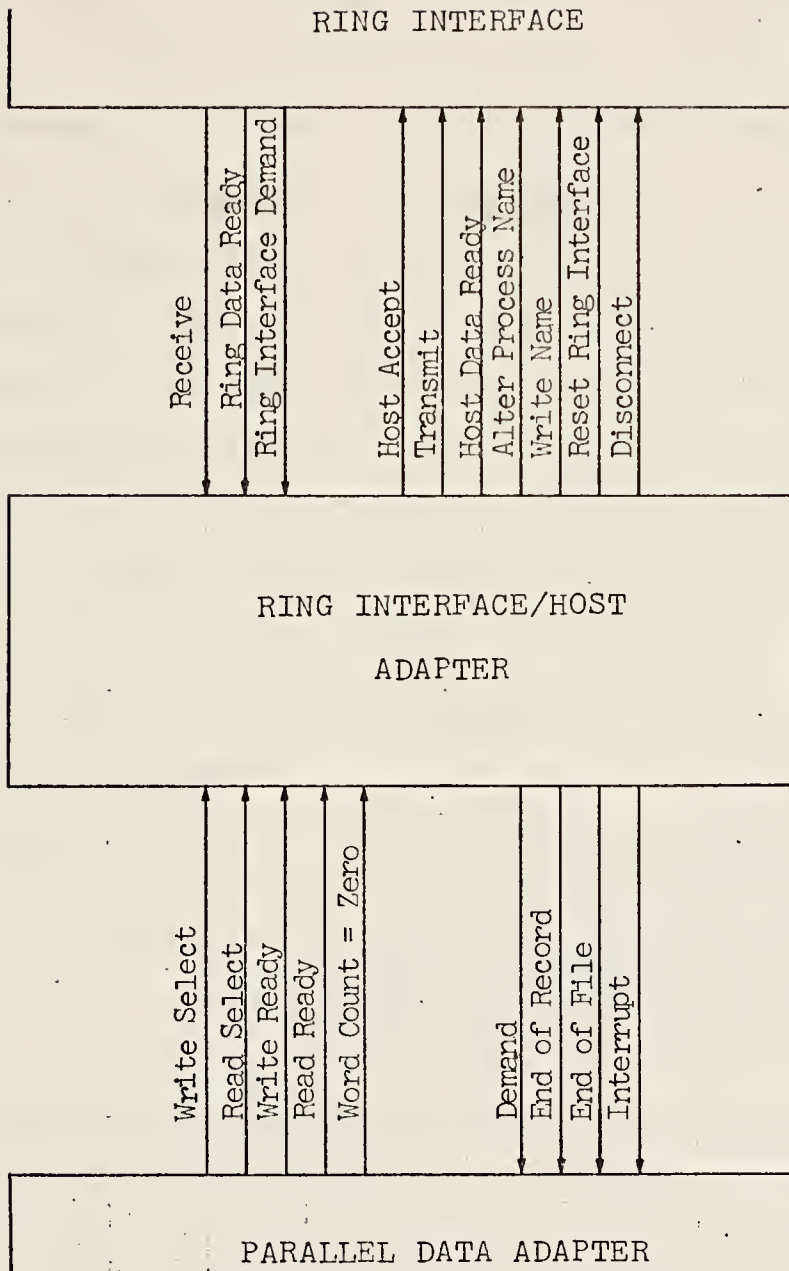 RING INTERFACE
Receive
Ring Data Ready
Ring Interface Demand
Host Accept
Transmit
Host Data Ready
Alter Process Name
Write Name
Reset Ring Interface
Disconnect
RING INTERFACE/HOST
ADAPTER
Write Select
Read Select
Write Ready
Read Ready
Word Count = Zero
Demand
End of Record
End of File
Interrupt
PARALLEL DATA ADAPTER